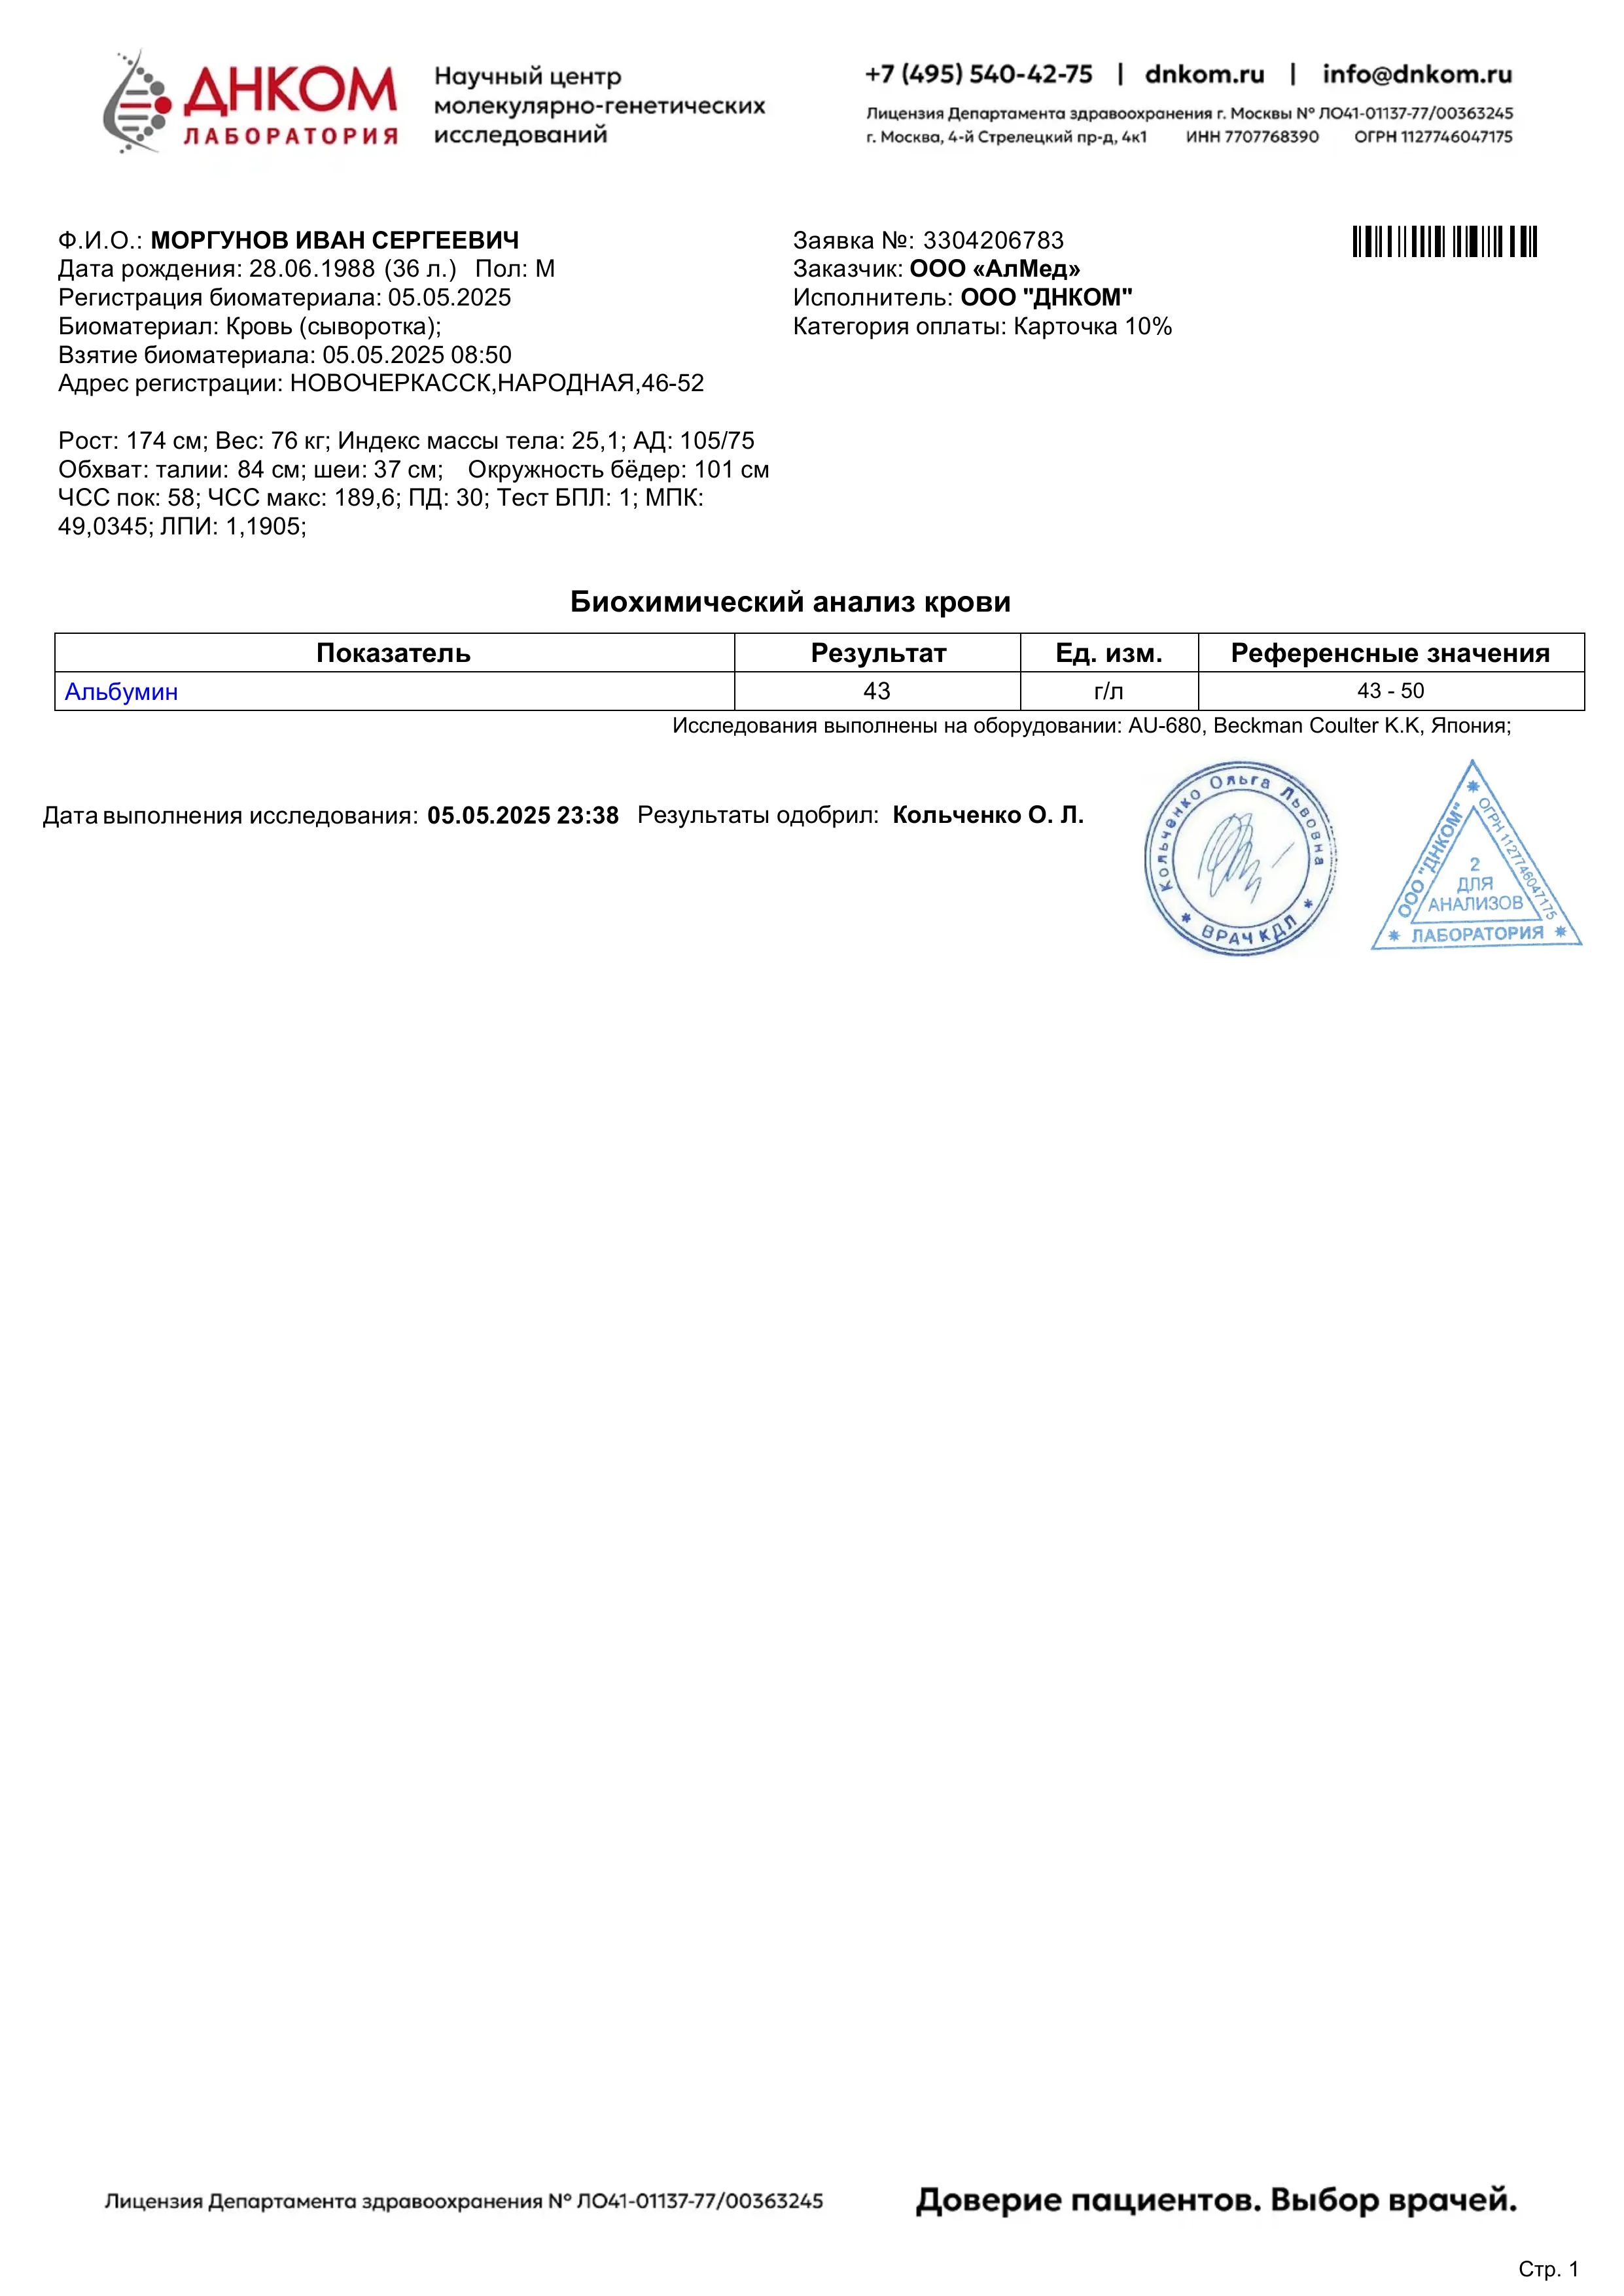 ДНКОМ
ЛАБОРАТОРИЯ
Научный центр
молекулярно-генетических
исследований
+7 (495) 540-42-75 | dnkom.ru | info@dnkom.ru
Лицензия Департамента здравоохранения г. Москвы № ЛО41-01137-77/00363245
г. Москва, 4-й Стрелецкий пр-д, 4к1 ИНН 7707768390 ОГРН 1127746047175
Ф.И.О.: МОРГУНОВ ИВАН СЕРГЕЕВИЧ
Дата рождения: 28.06.1988 (36 л.) Пол: М
Регистрация биоматериала: 05.05.2025
Биоматериал: Кровь (сыворотка);
Взятие биоматериала: 05.05.2025 08:50
Адрес регистрации: НОВОЧЕРКАССК,НАРОДНАЯ,46-52
Заявка №: 3304206783
Заказчик: ООО «АлМед»
Исполнитель: ООО "ДНКОМ"
Категория оплаты: Карточка 10%
Рост: 174 см; Вес: 76 кг; Индекс массы тела: 25,1; АД: 105/75
Обхват: талии: 84 см; шеи: 37 см; Окружность бёдер: 101 см
ЧСС пок: 58; ЧСС макс: 189,6; ПД: 30; Тест БПЛ: 1; МПК:
49,0345; ЛПИ: 1,1905;
Биохимический анализ крови
Показатель Результат Ед. изм. Референсные значения
Альбумин 43 г/л 43 - 50
Исследования выполнены на оборудовании: AU-680, Beckman Coulter K.K, Япония;
Дата выполнения исследования: 05.05.2025 23:38 Результаты одобрил: Кольченко О. Л.
Кольченко Ольга Львовна
* ВРАЧ КДЛ *
ООО "ДНКОМ" * ОГРН 1127746047175
2
ДЛЯ
АНАЛИЗОВ
* ЛАБОРАТОРИЯ *
Лицензия Департамента здравоохранения № ЛО41-01137-77/00363245
Доверие пациентов. Выбор врачей.
Стр. 1